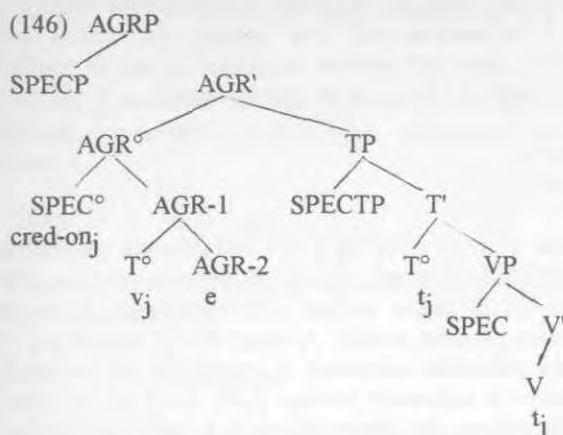 (146) AGRP
SPECP AGR'
AGR° TP
SPEC° AGR-1 SPECTP T'
cred-onj
T° AGR-2 T° VP
vj e tj
SPEC V'
V
tj